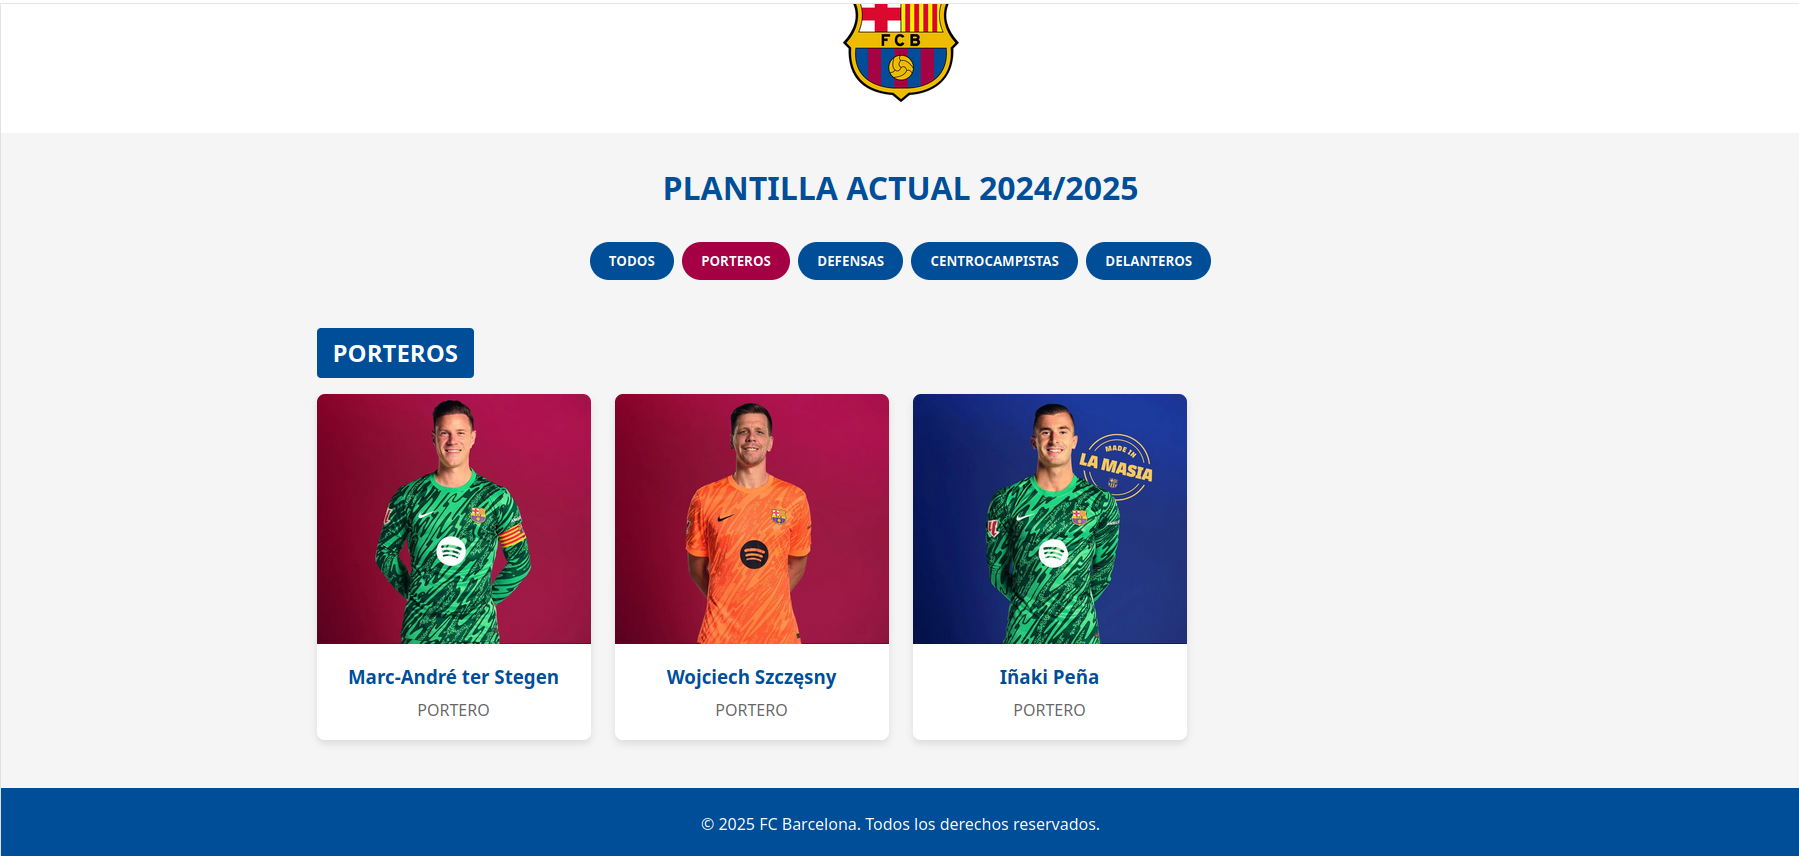 FCB
PLANTILLA ACTUAL 2024/2025
TODOS PORTEROS DEFENSAS CENTROCAMPISTAS DELANTEROS
PORTEROS
MADE IN
LA MASIA
Marc-André ter Stegen
PORTERO
Wojciech Szczęsny
PORTERO
Iñaki Peña
PORTERO
© 2025 FC Barcelona. Todos los derechos reservados.